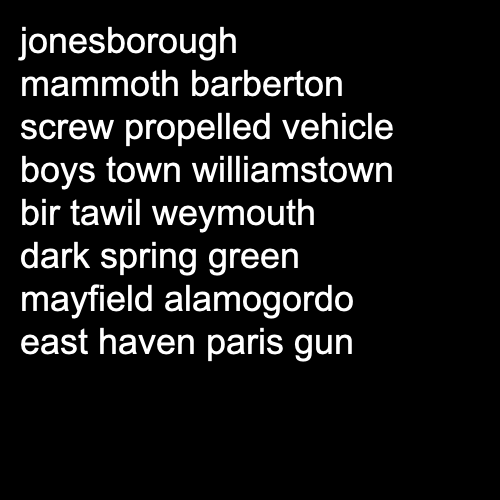 jonesborough
mammoth barberton
screw propelled vehicle
boys town williamstown
bir tawil weymouth
dark spring green
mayfield alamogordo
east haven paris gun